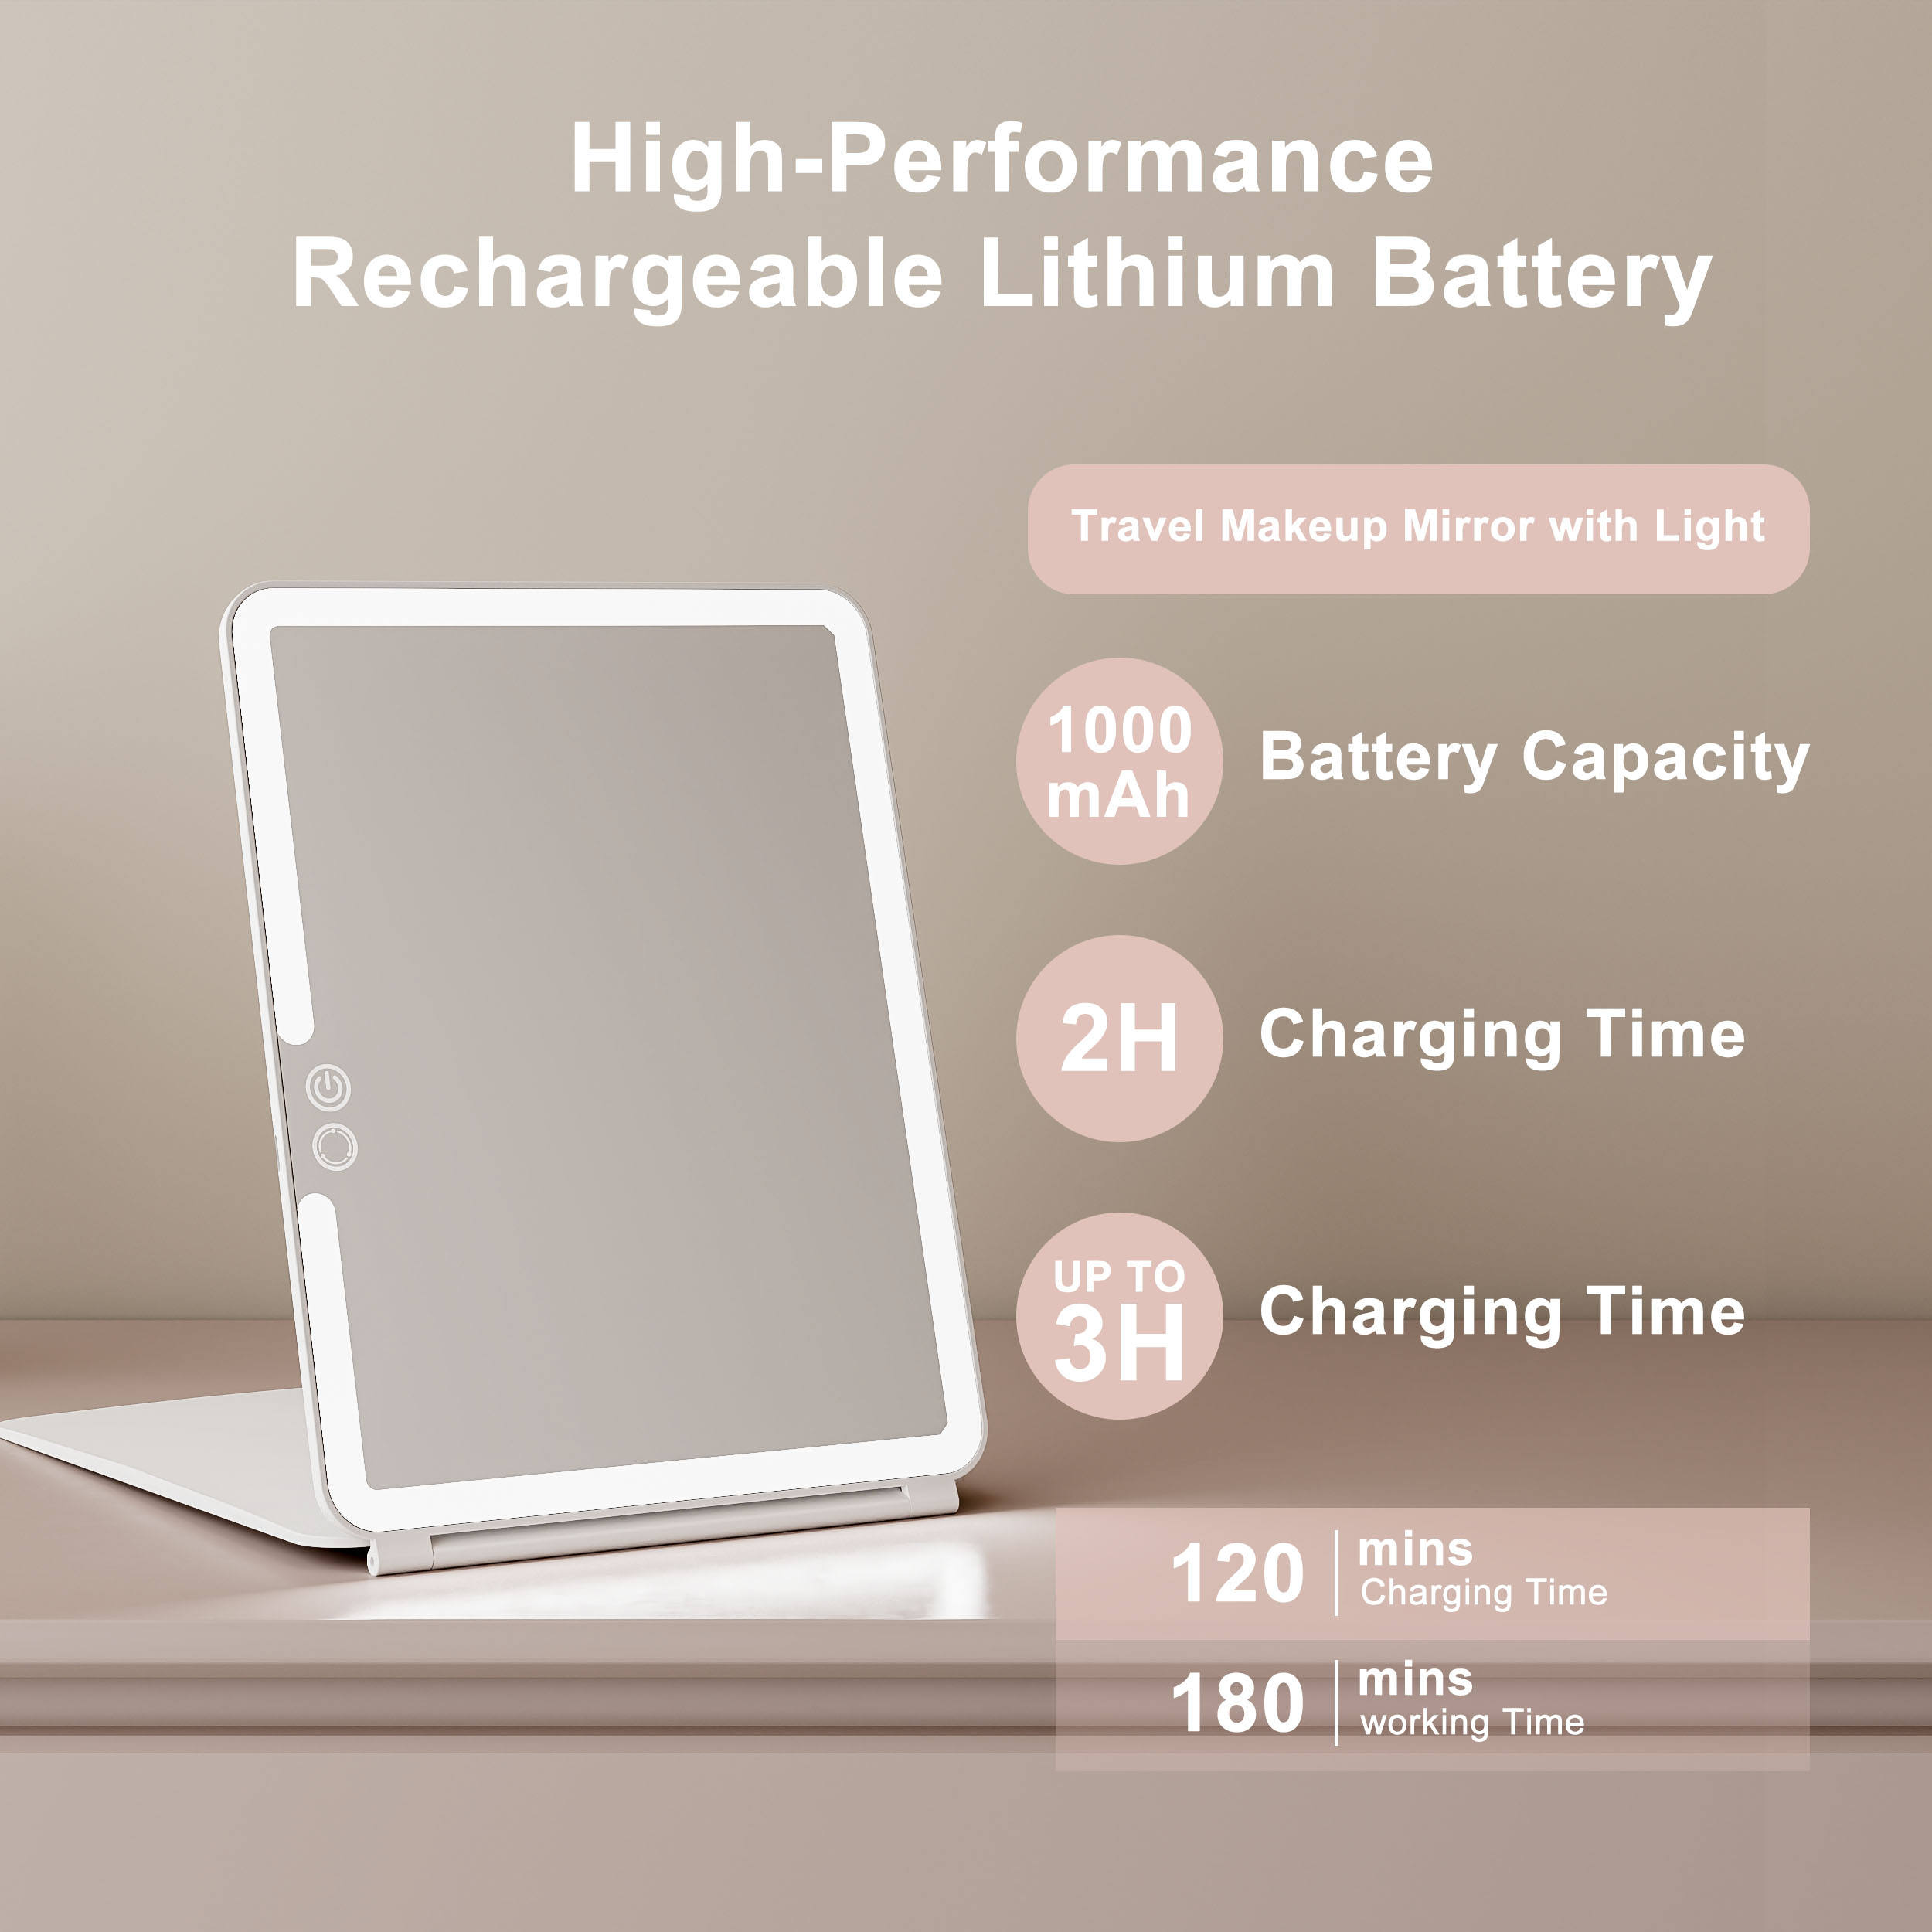 High-Performance
Rechargeable Lithium Battery
Travel Makeup Mirror with Light
1000
mAh
Battery Capacity
2H
Charging Time
UP TO
3H
Charging Time
120
mins
Charging Time
180
mins
working Time